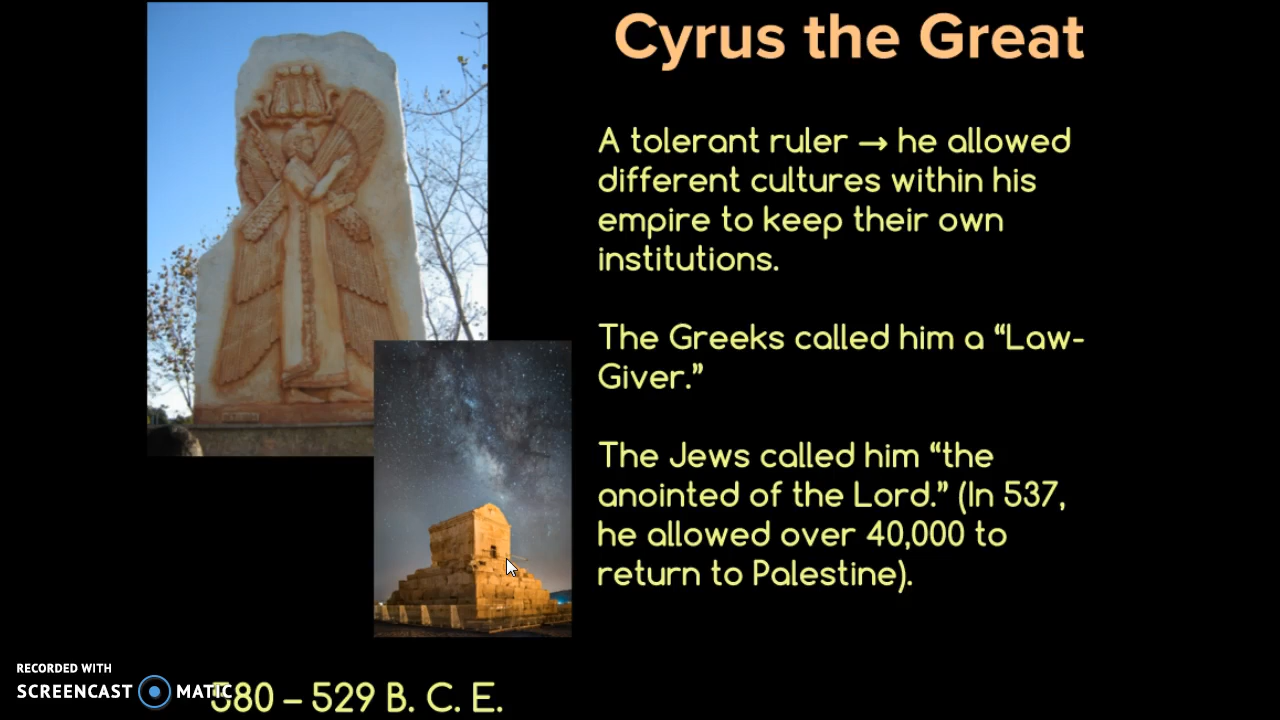 Cyrus the Great
A tolerant ruler → he allowed
different cultures within his
empire to keep their own
institutions.
The Greeks called him a “Law-
Giver.”
The Jews called him “the
anointed of the Lord.” (In 537,
he allowed over 40,000 to
return to Palestine).
580 – 529 B. C. E.
RECORDED WITH
SCREENCAST MATIC